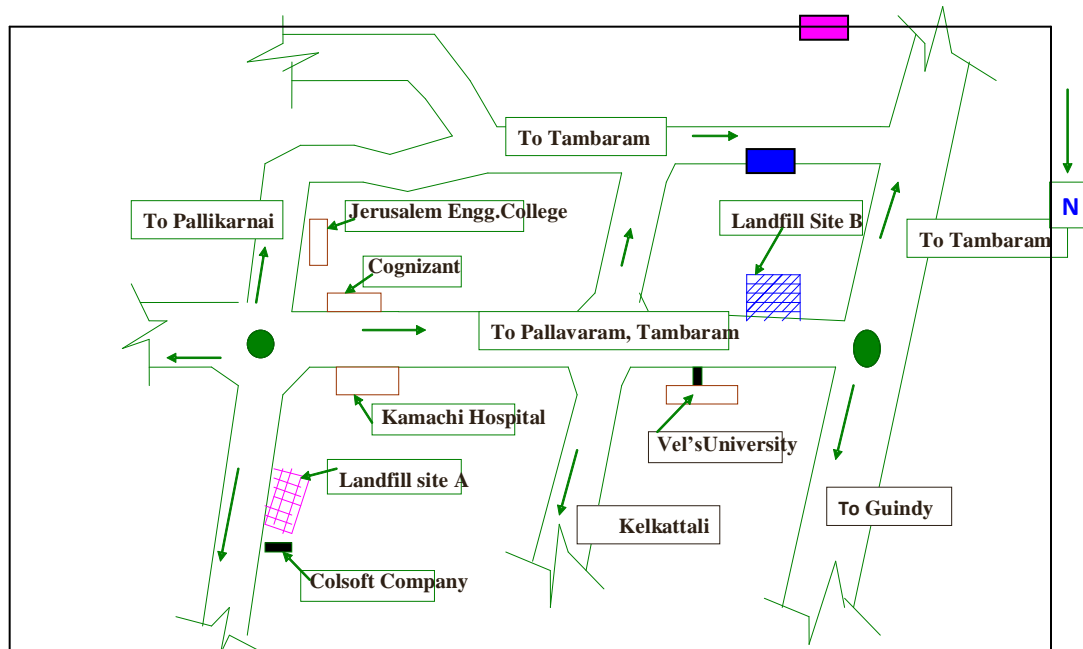 To Tambaram
Jerusalem Engg.College
To Pallikarnai
Landfill Site B
N
To Tambaram
Cognizant
To Pallavaram, Tambaram
Kamachi Hospital
Vel'sUniversity
Landfill site A
To Guindy
Kelkattali
Colsoft Company